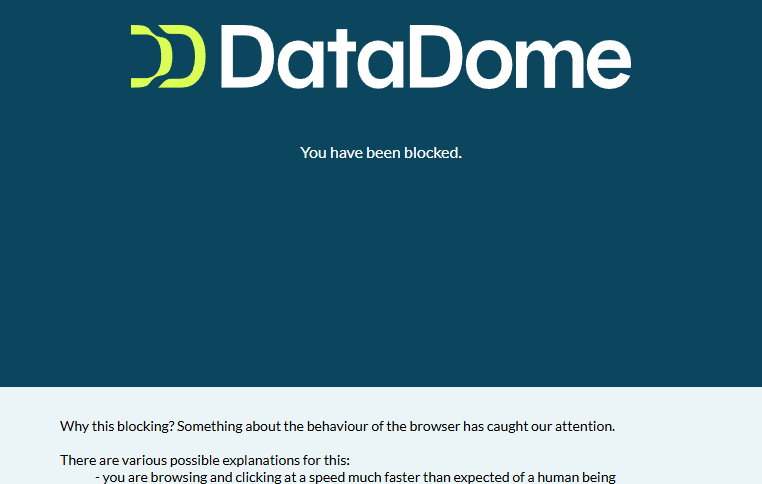 DataDome
You have been blocked.
Why this blocking? Something about the behaviour of the browser has caught our attention.
There are various possible explanations for this:
- you are browsing and clicking at a speed much faster than expected of a human being